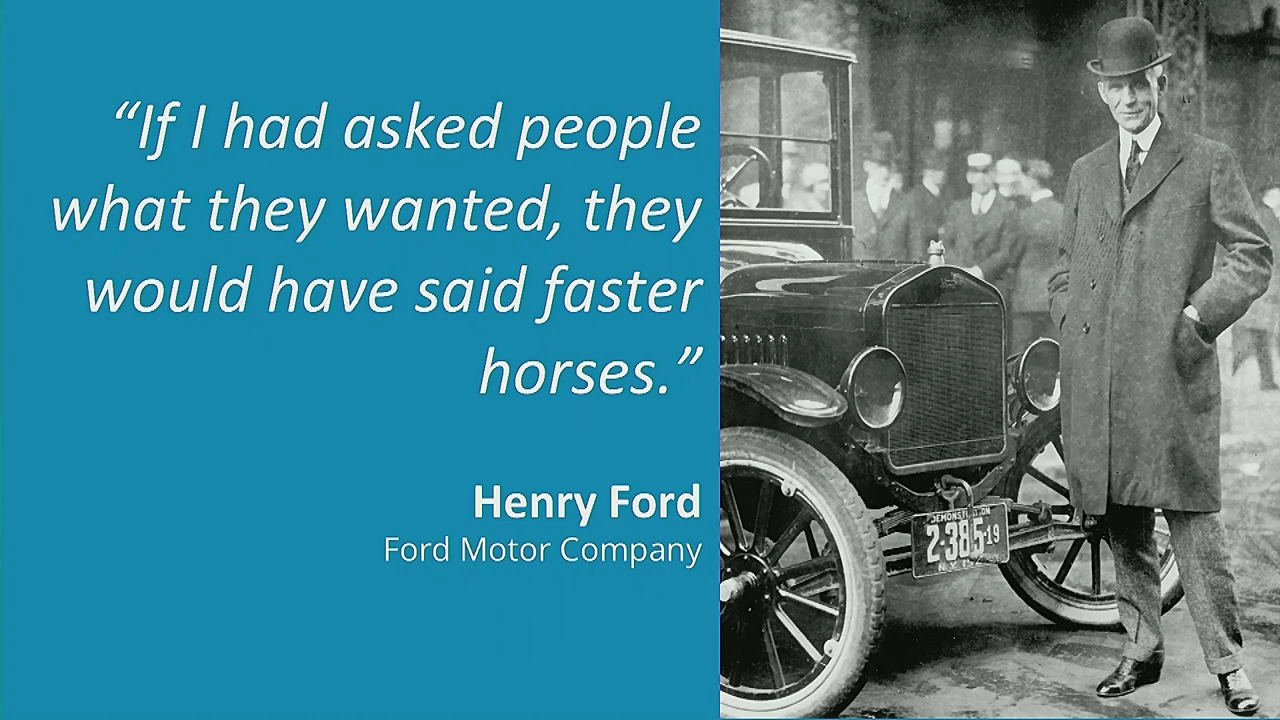 “If I had asked people
what they wanted, they
would have said faster
horses.”
Henry Ford
Ford Motor Company
DEMONSTRATION
2·385-19